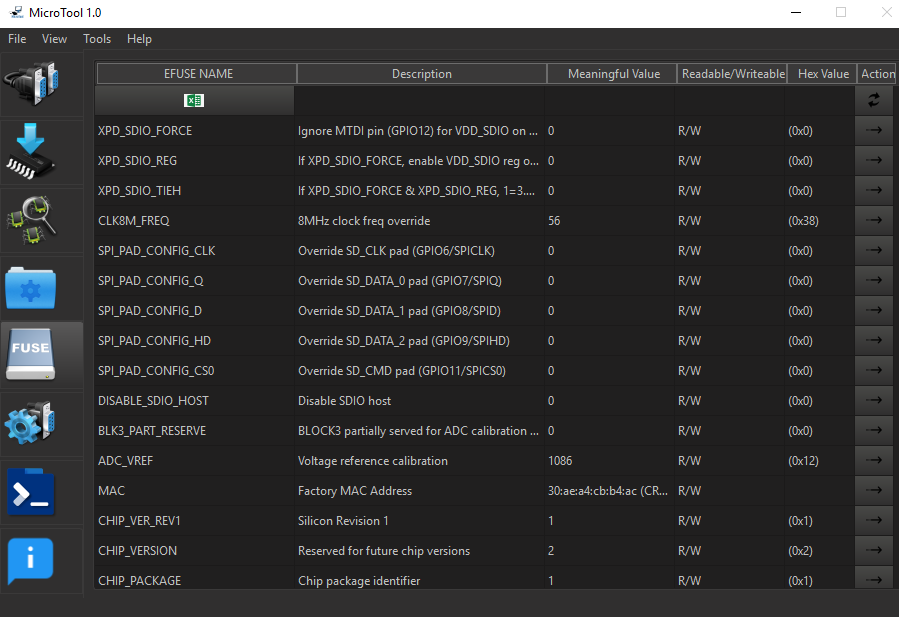 MicroTool 1.0
File View Tools Help
EFUSE NAME Description Meaningful Value Readable/Writeable Hex Value Action
XPD_SDIO_FORCE Ignore MTDI pin (GPIO12) for VDD_SDIO on ... 0 R/W (0x0)
XPD_SDIO_REG If XPD_SDIO_FORCE, enable VDD_SDIO reg o... 0 R/W (0x0)
XPD_SDIO_TIEH If XPD_SDIO_FORCE & XPD_SDIO_REG, 1=3.... 0 R/W (0x0)
CLK8M_FREQ 8MHz clock freq override 56 R/W (0x38)
SPI_PAD_CONFIG_CLK Override SD_CLK pad (GPIO6/SPICLK) 0 R/W (0x0)
SPI_PAD_CONFIG_Q Override SD_DATA_0 pad (GPIO7/SPIQ) 0 R/W (0x0)
SPI_PAD_CONFIG_D Override SD_DATA_1 pad (GPIO8/SPID) 0 R/W (0x0)
SPI_PAD_CONFIG_HD Override SD_DATA_2 pad (GPIO9/SPIHD) 0 R/W (0x0)
SPI_PAD_CONFIG_CS0 Override SD_CMD pad (GPIO11/SPICS0) 0 R/W (0x0)
FUSE
DISABLE_SDIO_HOST Disable SDIO host 0 R/W (0x0)
BLK3_PART_RESERVE BLOCK3 partially served for ADC calibration ... 0 R/W (0x0)
ADC_VREF Voltage reference calibration 1086 R/W (0x12)
MAC Factory MAC Address 30:ae:a4:cb:b4:ac (CR... R/W
CHIP_VER_REV1 Silicon Revision 1 1 R/W (0x1)
CHIP_VERSION Reserved for future chip versions 2 R/W (0x2)
CHIP_PACKAGE Chip package identifier 1 R/W (0x1)